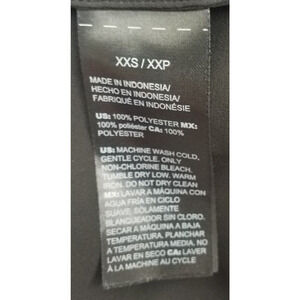 XXS / XXP
MADE IN INDONESIA/
HECHO EN INDONESIA/
FABRIQUÉ EN INDONÉSIE
US: 100% POLYESTER MX:
100% poliéster CA: 100%
POLYESTER
US: MACHINE WASH COLD,
GENTLE CYCLE. ONLY
NON-CHLORINE BLEACH.
TUMBLE DRY LOW. WARM
IRON. DO NOT DRY CLEAN
MX: LAVAR A MÁQUINA CON
AGUA FRÍA EN CICLO
SUAVE. SOLAMENTE
BLANQUEADOR SIN CLORO.
SECAR A MÁQUINA A BAJA
TEMPERATURA. PLANCHAR
A TEMPERATURA MEDIA. NO
LAVAR EN SECO CA: LAVER
À LA MACHINE AU CYCLE